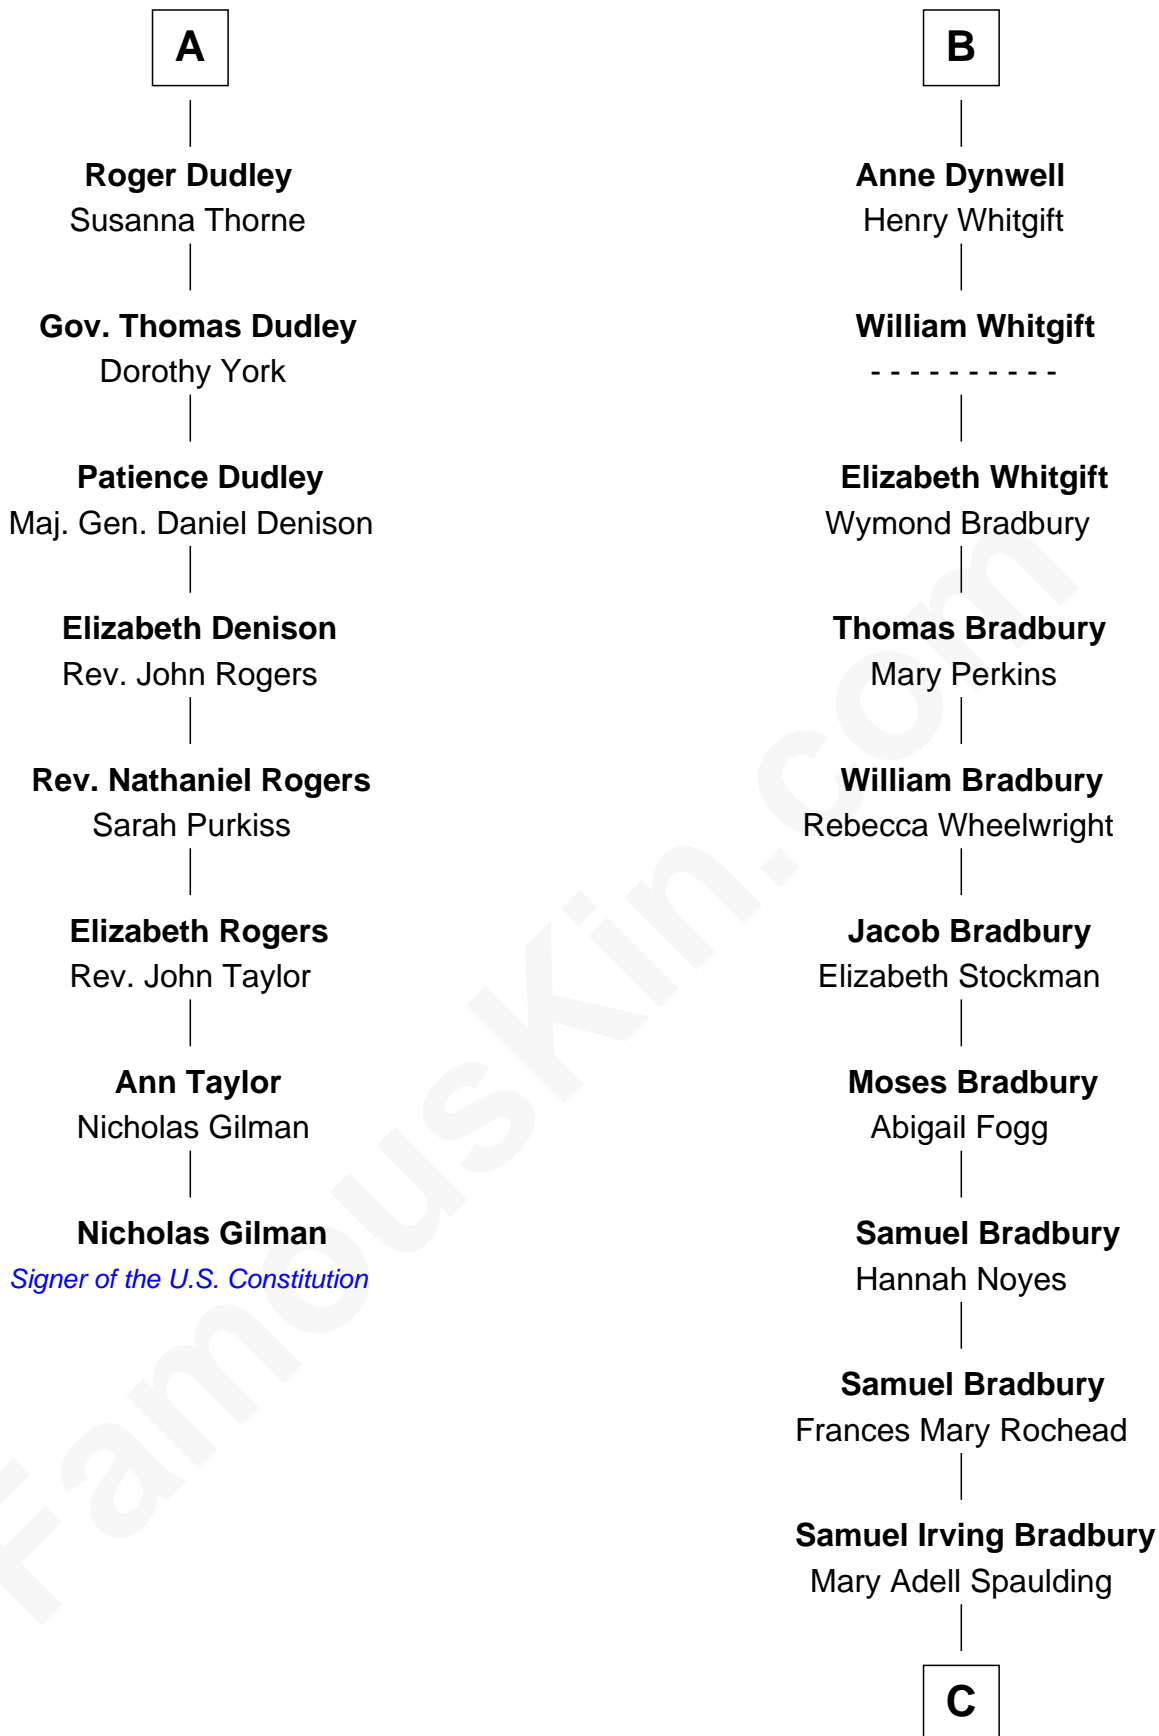 A
Roger Dudley
Susanna Thorne
Gov. Thomas Dudley
Dorothy York
Patience Dudley
Maj. Gen. Daniel Denison
Elizabeth Denison
Rev. John Rogers
Rev. Nathaniel Rogers
Sarah Purkiss
Elizabeth Rogers
Rev. John Taylor
Ann Taylor
Nicholas Gilman
Nicholas Gilman
Signer of the U.S. Constitution
B
Anne Dynwell
Henry Whitgift
William Whitgift
- - - - - - - - - -
Elizabeth Whitgift
Wymond Bradbury
Thomas Bradbury
Mary Perkins
William Bradbury
Rebecca Wheelwright
Jacob Bradbury
Elizabeth Stockman
Moses Bradbury
Abigail Fogg
Samuel Bradbury
Hannah Noyes
Samuel Bradbury
Frances Mary Rochead
Samuel Irving Bradbury
Mary Adell Spaulding
C
FamousKin.com